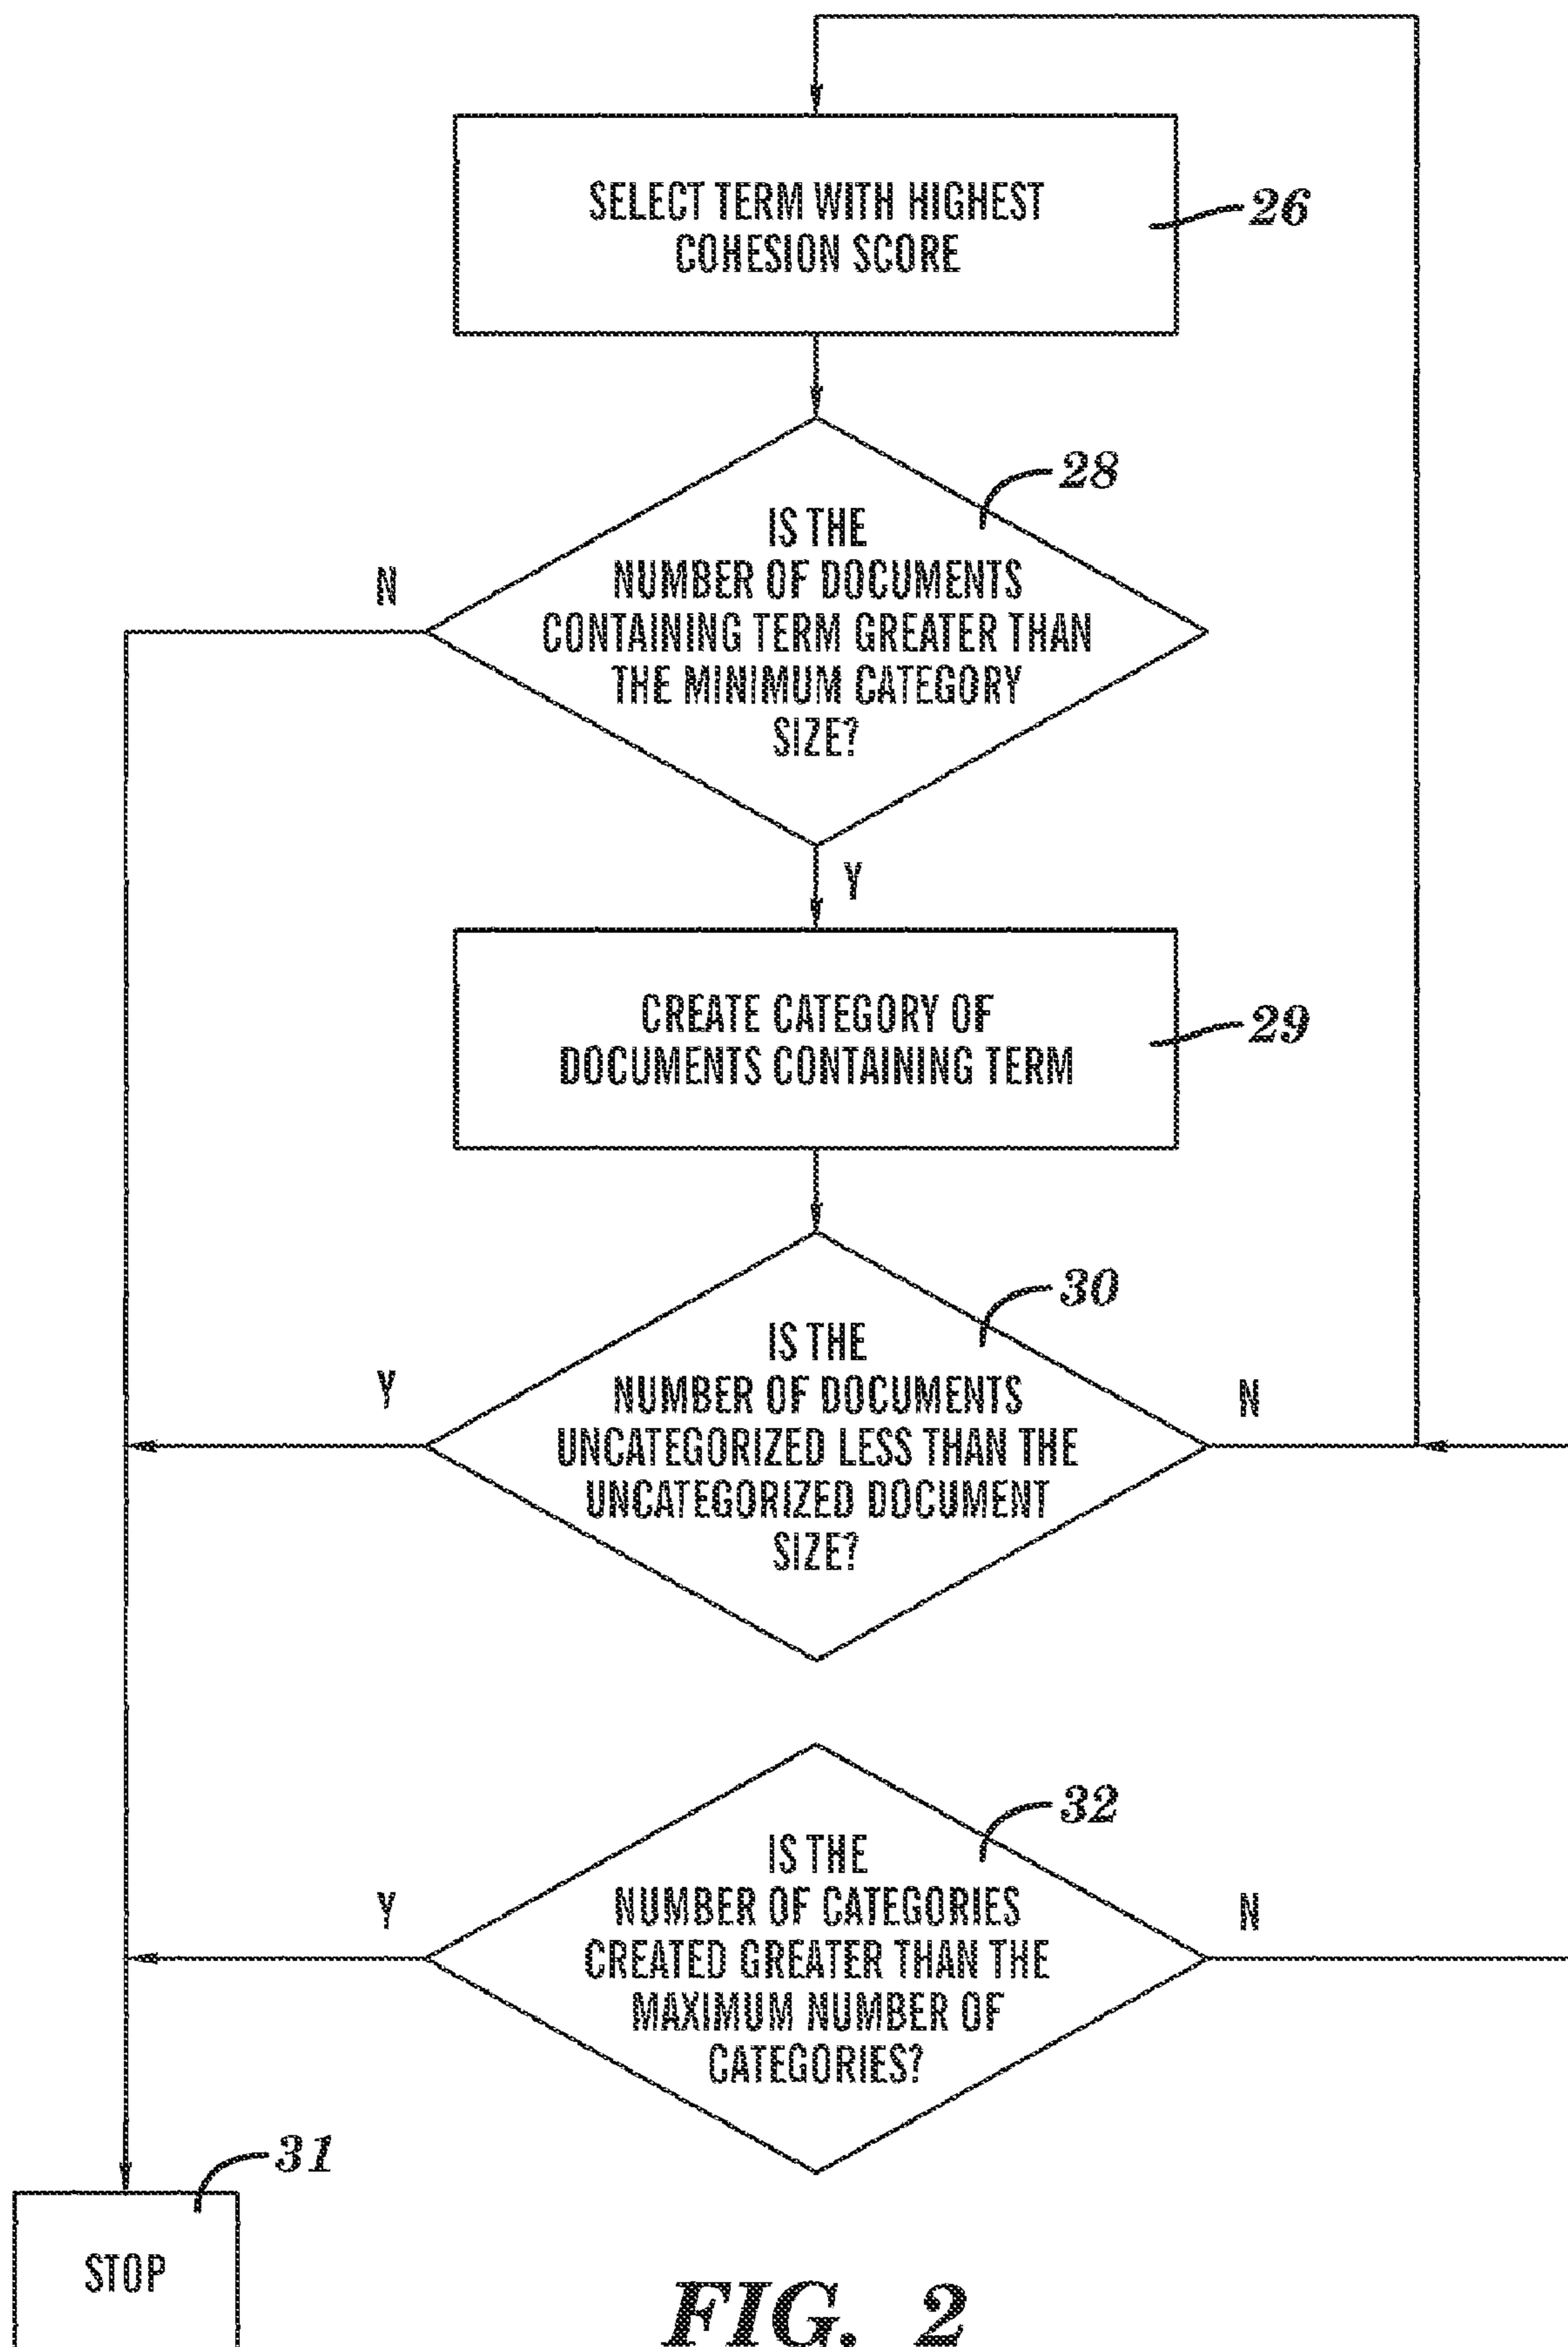 SELECT TERM WITH HIGHEST
COHESION SCORE
26
28
IS THE
NUMBER OF DOCUMENTS
CONTAINING TERM GREATER THAN
THE MINIMUM CATEGORY
SIZE?
N
Y
CREATE CATEGORY OF
DOCUMENTS CONTAINING TERM
29
30
IS THE
NUMBER OF DOCUMENTS
UNCATEGORIZED LESS THAN THE
UNCATEGORIZED DOCUMENT
SIZE?
Y
N
32
IS THE
NUMBER OF CATEGORIES
CREATED GREATER THAN THE
MAXIMUM NUMBER OF
CATEGORIES?
Y
N
31
STOP
FIG. 2